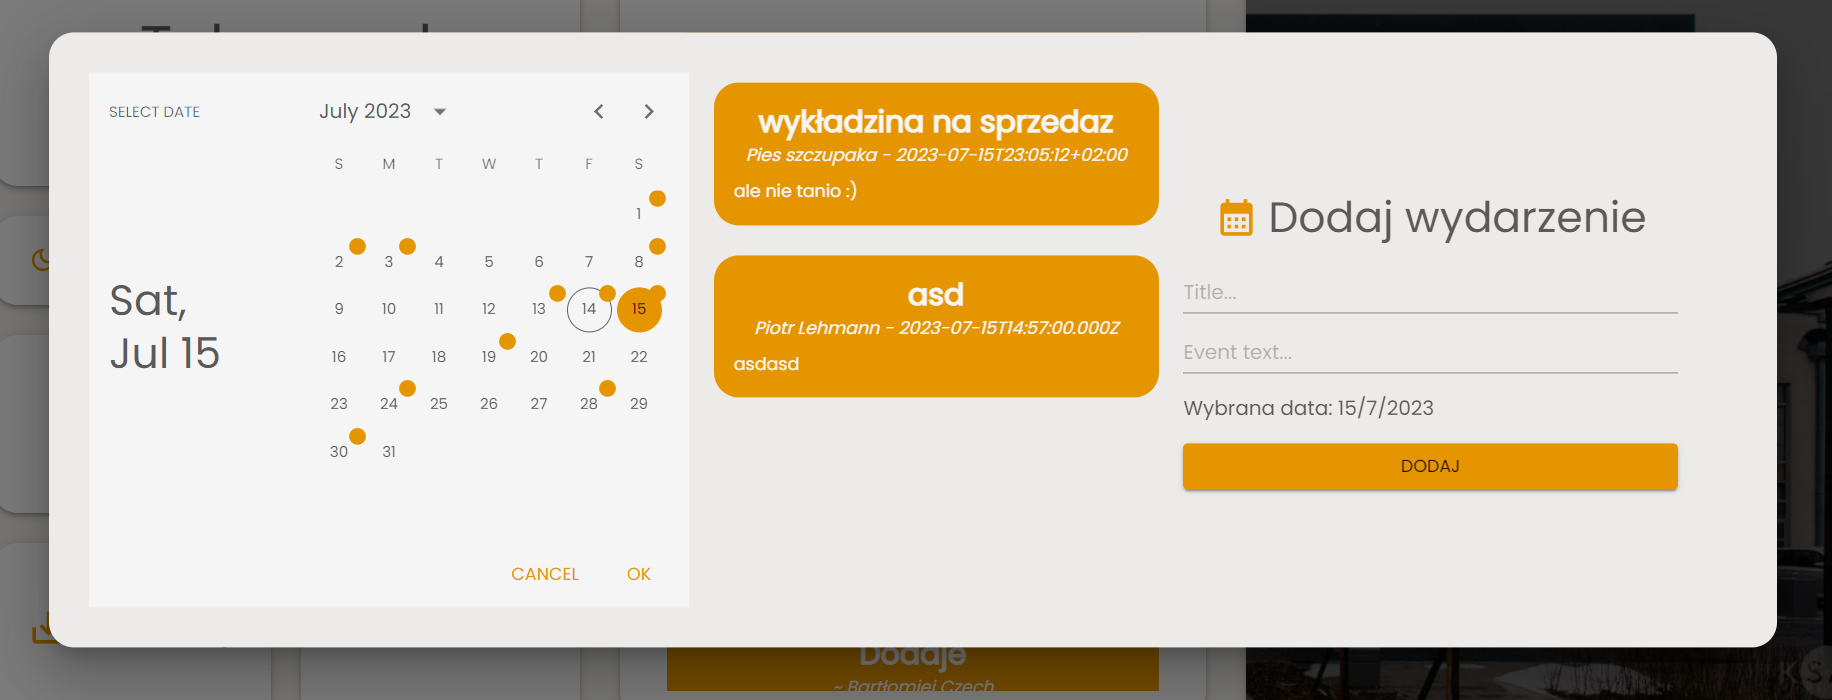 SELECT DATE
Sat,
Jul 15
July 2023
S M T W T F S
1
2 3 4 5 6 7 8
9 10 11 12 13 14 15
16 17 18 19 20 21 22
23 24 25 26 27 28 29
30 31
CANCEL OK
wykładzina na sprzedaz
Pies szczupaka - 2023-07-15T23:05:12+02:00
ale nie tanio :)
asd
Piotr Lehmann - 2023-07-15T14:57:00.000Z
asdasd
Dodaj wydarzenie
Title...
Event text...
Wybrana data: 15/7/2023
DODAJ
Dodaje
~ Bartłomiej Czech